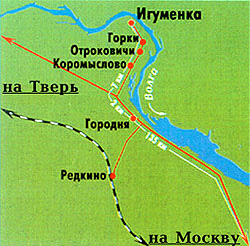 Игуменка
Горки
Отроковичи
Коромыслово
Волга
на Тверь
Городня
Редкино
на Москву